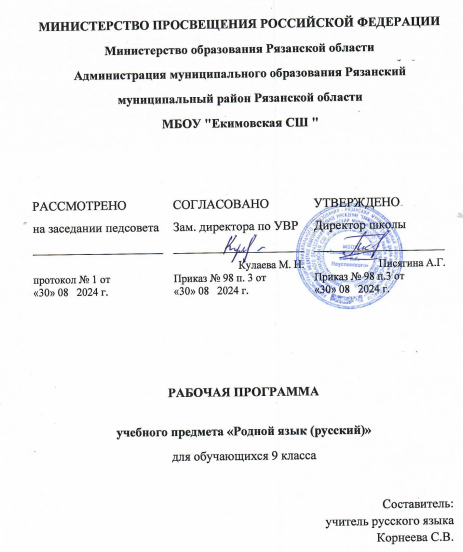 МИНИСТЕРСТВО ПРОСВЕЩЕНИЯ РОССИЙСКОЙ ФЕДЕРАЦИИ
Министерство образования Рязанской области
Администрация муниципального образования Рязанский
муниципальный район Рязанской области
МБОУ "Екимовская СШ "
РАССМОТРЕНО
на заседании педсовета
протокол № 1 от
«30» 08 2024 г.
СОГЛАСОВАНО
Зам. директора по УВР
Кулаева М. Н.
Приказ № 98 п. 3 от
«30» 08 2024 г.
УТВЕРЖДЕНО
Директор школы
Писягина А.Г.
Приказ № 98 п.3 от
«30» 08 2024 г.
РАБОЧАЯ ПРОГРАММА
учебного предмета «Родной язык (русский)»
для обучающихся 9 класса
Составитель:
учитель русского языка
Корнеева С.В.